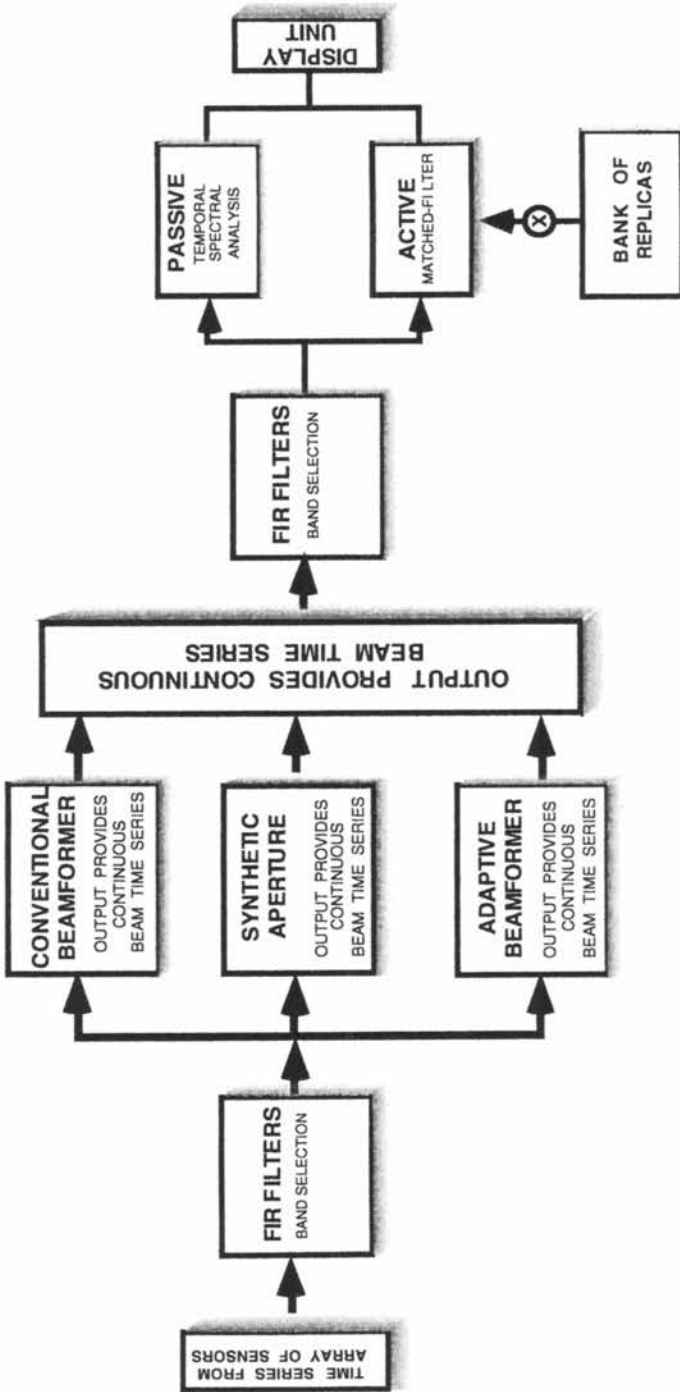 TIME SERIES FROM
ARRAY OF SENSORS
FIR FILTERS
BAND SELECTION
CONVENTIONAL
BEAMFORMER
OUTPUT PROVIDES
CONTINUOUS
BEAM TIME SERIES
SYNTHETIC
APERTURE
OUTPUT PROVIDES
CONTINUOUS
BEAM TIME SERIES
ADAPTIVE
BEAMFORMER
OUTPUT PROVIDES
CONTINUOUS
BEAM TIME SERIES
OUTPUT PROVIDES CONTINUOUS
BEAM TIME SERIES
FIR FILTERS
BAND SELECTION
PASSIVE
TEMPORAL
SPECTRAL
ANALYSIS
ACTIVE
MATCHED-FILTER
X
BANK OF
REPLICAS
DISPLAY
UNIT